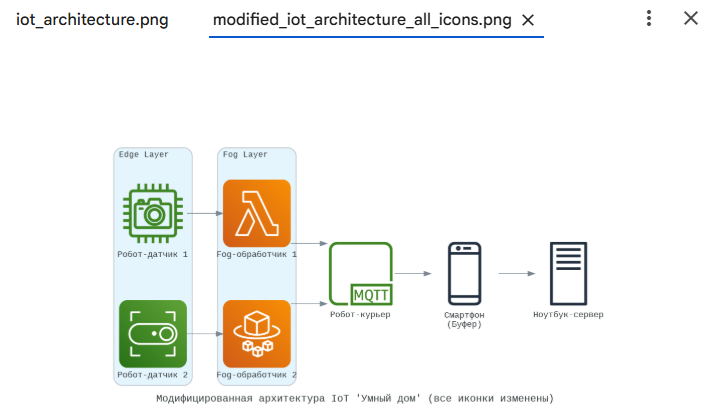 iot_architecture.png
modified_iot_architecture_all_icons.png
Edge Layer
Fog Layer
Робот-датчик 1
Fog-обработчик 1
MQTT
Робот-курьер
Смартфон
(Буфер)
Ноутбук-сервер
Робот-датчик 2
Fog-обработчик 2
Модифицированная архитектура IoT 'Умный дом' (все иконки изменены)